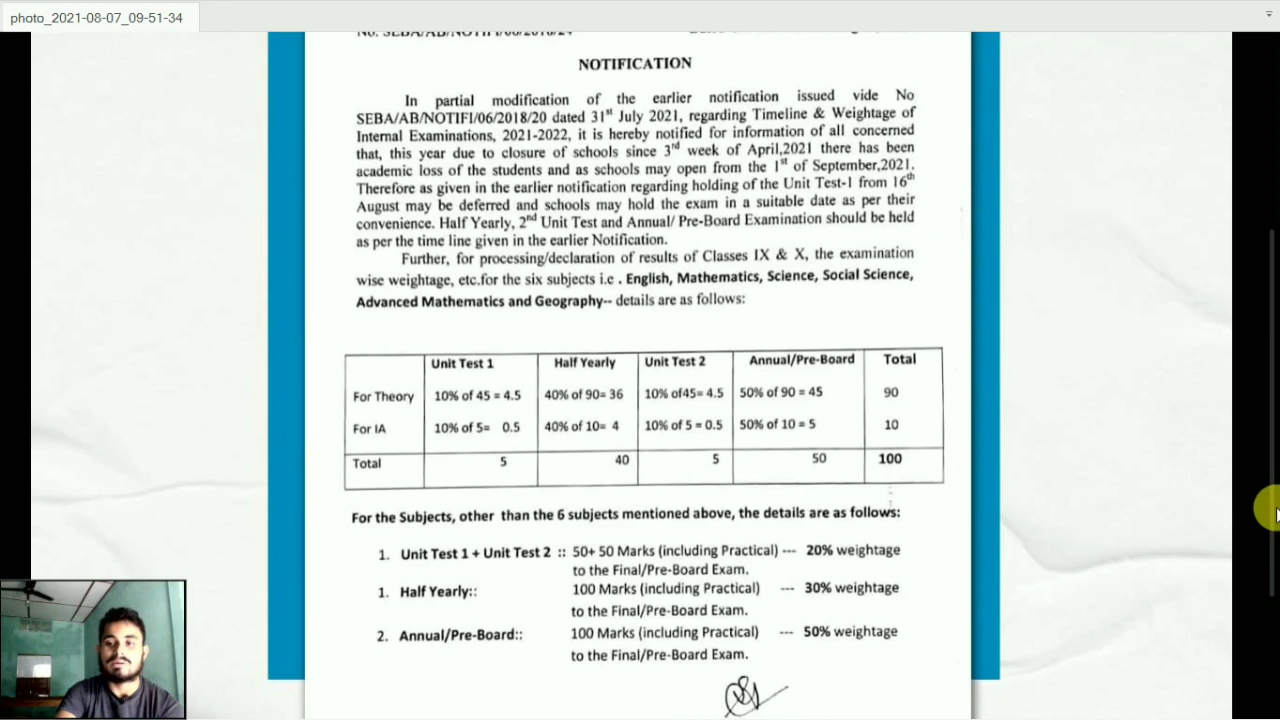 photo_2021-08-07_09-51-34
No. SEBA/AB/NOTIFI/06/2018/24
NOTIFICATION
In partial modification of the earlier notification issued vide No
SEBA/AB/NOTIFI/06/2018/20 dated 31st July 2021, regarding Timeline & Weightage of
Internal Examinations, 2021-2022, it is hereby notified for information of all concerned
that, this year due to closure of schools since 3rd week of April,2021 there has been
academic loss of the students and as schools may open from the 1st of September,2021.
Therefore as given in the earlier notification regarding holding of the Unit Test-1 from 16th
August may be deferred and schools may hold the exam in a suitable date as per their
convenience. Half Yearly, 2nd Unit Test and Annual/ Pre-Board Examination should be held
as per the time line given in the earlier Notification.
Further, for processing/declaration of results of Classes IX & X, the examination
wise weightage, etc.for the six subjects i.e . English, Mathematics, Science, Social Science,
Advanced Mathematics and Geography-- details are as follows:
Unit Test 1 Half Yearly Unit Test 2 Annual/Pre-Board Total
For Theory 10% of 45 = 4.5 40% of 90= 36 10% of45= 4.5 50% of 90 = 45 90
For IA 10% of 5= 0.5 40% of 10= 4 10% of 5 = 0.5 50% of 10 = 5 10
Total 5 40 5 50 100
For the Subjects, other than the 6 subjects mentioned above, the details are as follows:
1. Unit Test 1 + Unit Test 2 :: 50+ 50 Marks (including Practical) --- 20% weightage
to the Final/Pre-Board Exam.
1. Half Yearly:: 100 Marks (including Practical) --- 30% weightage
to the Final/Pre-Board Exam.
2. Annual/Pre-Board:: 100 Marks (including Practical) --- 50% weightage
to the Final/Pre-Board Exam.